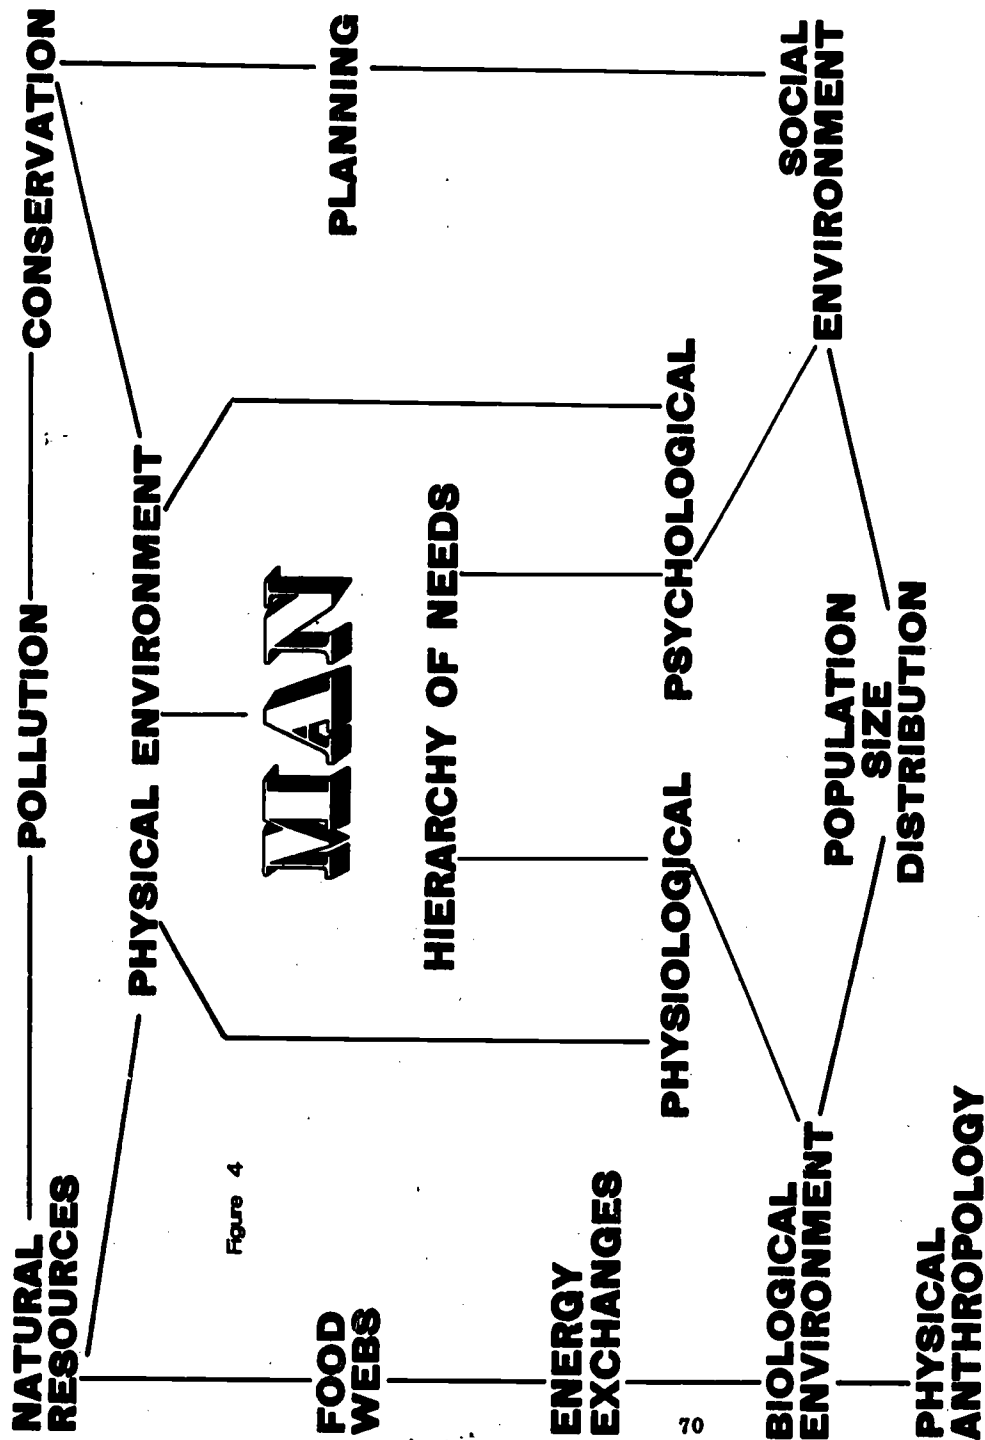 NATURAL
RESOURCES
POLLUTION
CONSERVATION
PHYSICAL ENVIRONMENT
Figure 4
MAN
FOOD
WEBS
PLANNING
HIERARCHY OF NEEDS
ENERGY
EXCHANGES
PHYSIOLOGICAL
PSYCHOLOGICAL
70
BIOLOGICAL
ENVIRONMENT
SOCIAL
ENVIRONMENT
POPULATION
SIZE
DISTRIBUTION
PHYSICAL
ANTHROPOLOGY